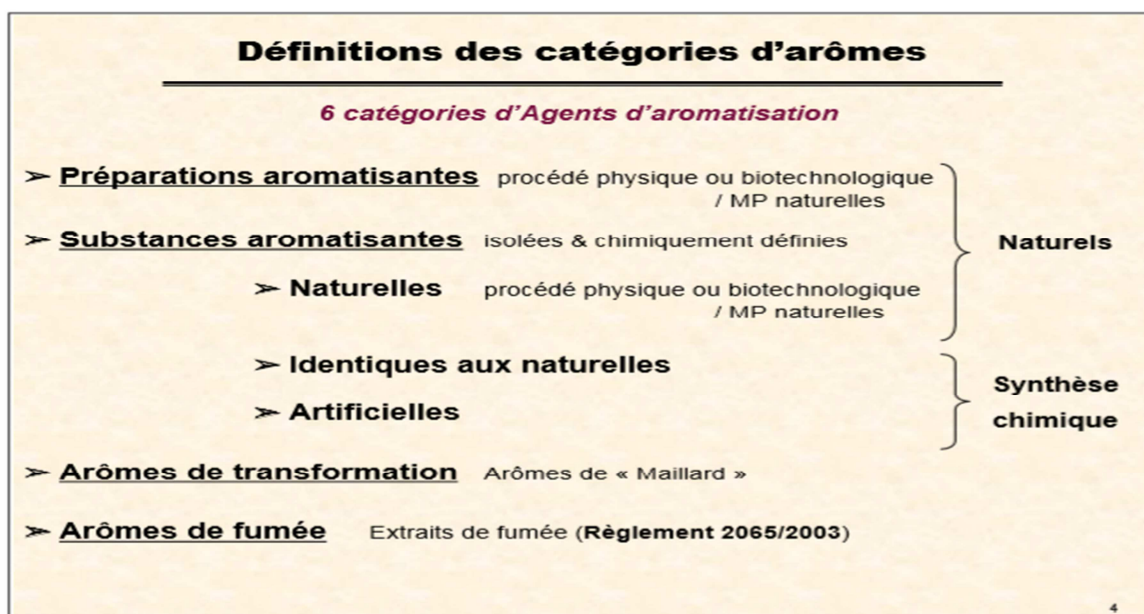 Définitions des catégories d'arômes
6 catégories d'Agents d'aromatisation
➢ Préparations aromatisantes procédé physique ou biotechnologique
/ MP naturelles
➢ Substances aromatisantes isolées & chimiquement définies
Naturels
➢ Naturelles procédé physique ou biotechnologique
/ MP naturelles
➢ Identiques aux naturelles
➢ Artificielles
Synthèse
chimique
➢ Arômes de transformation Arômes de « Maillard »
➢ Arômes de fumée Extraits de fumée (Règlement 2065/2003)
4